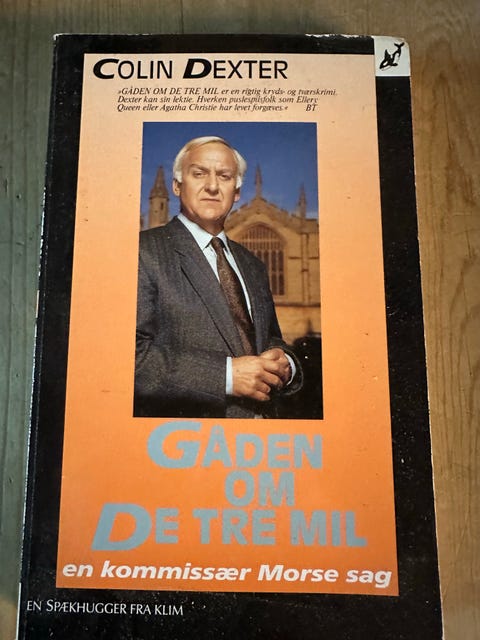 COLIN DEXTER
»GÅDEN OM DE TRE MIL er en rigtig kryds- og tværskrimi.
Dexter kan sin lektie. Hverken puslespilsfolk som Ellery
Queen eller Agatha Christie har levet forgæves.« BT
GÅDEN
OM
DE TRE MIL
en kommissær Morse sag
EN SPÆKHUGGER FRA KLIM